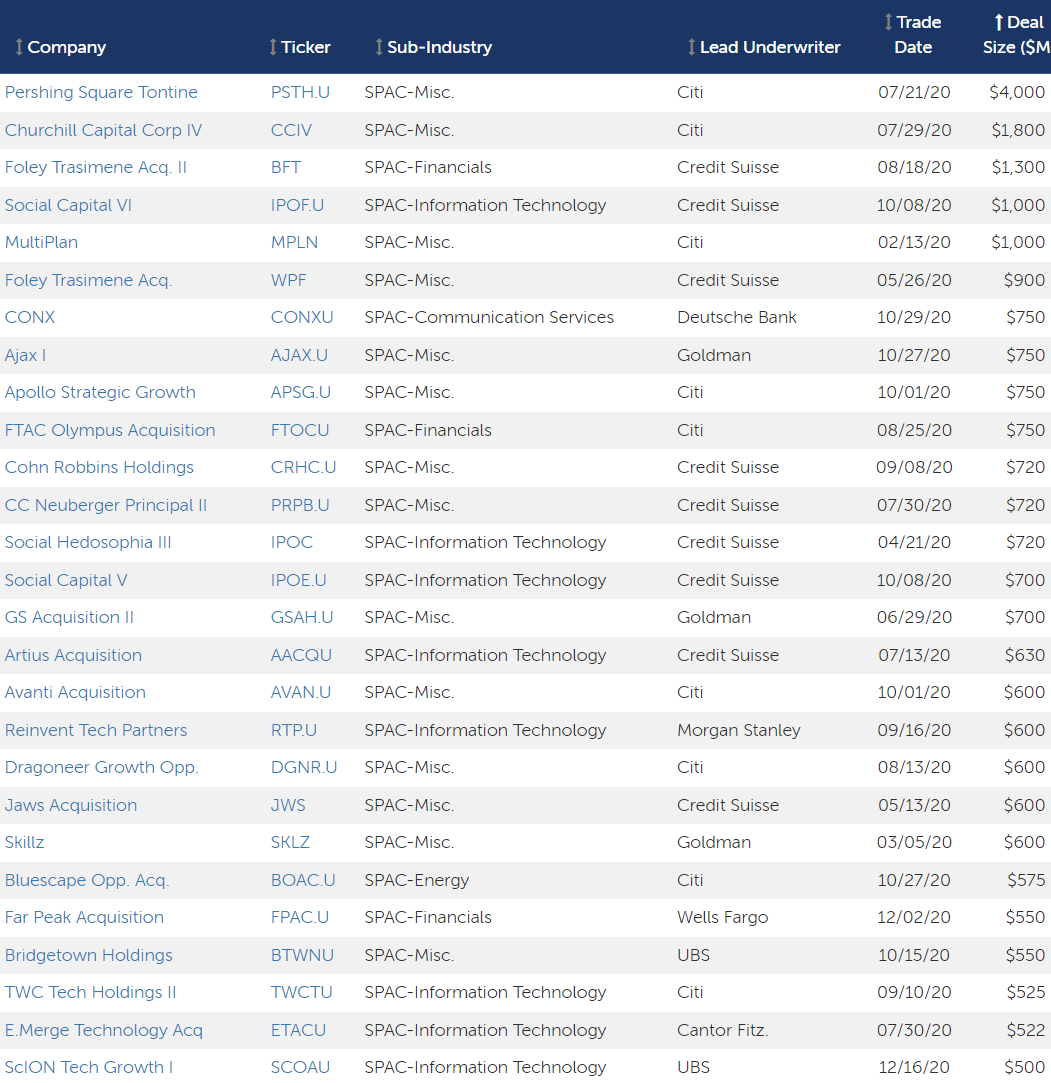 Company Ticker Sub-Industry Lead Underwriter Trade Date Deal Size ($M
Pershing Square Tontine PSTH.U SPAC-Misc. Citi 07/21/20 $4,000
Churchill Capital Corp IV CCIV SPAC-Misc. Citi 07/29/20 $1,800
Foley Trasimene Acq. II BFT SPAC-Financials Credit Suisse 08/18/20 $1,300
Social Capital VI IPOF.U SPAC-Information Technology Credit Suisse 10/08/20 $1,000
MultiPlan MPLN SPAC-Misc. Citi 02/13/20 $1,000
Foley Trasimene Acq. WPF SPAC-Misc. Credit Suisse 05/26/20 $900
CONX CONXU SPAC-Communication Services Deutsche Bank 10/29/20 $750
Ajax I AJAX.U SPAC-Misc. Goldman 10/27/20 $750
Apollo Strategic Growth APSG.U SPAC-Misc. Citi 10/01/20 $750
FTAC Olympus Acquisition FTOCU SPAC-Financials Citi 08/25/20 $750
Cohn Robbins Holdings CRHC.U SPAC-Misc. Credit Suisse 09/08/20 $720
CC Neuberger Principal II PRPB.U SPAC-Misc. Credit Suisse 07/30/20 $720
Social Hedosophia III IPOC SPAC-Information Technology Credit Suisse 04/21/20 $720
Social Capital V IPOE.U SPAC-Information Technology Credit Suisse 10/08/20 $700
GS Acquisition II GSAH.U SPAC-Misc. Goldman 06/29/20 $700
Artius Acquisition AACQU SPAC-Information Technology Credit Suisse 07/13/20 $630
Avanti Acquisition AVAN.U SPAC-Misc. Citi 10/01/20 $600
Reinvent Tech Partners RTP.U SPAC-Information Technology Morgan Stanley 09/16/20 $600
Dragoneer Growth Opp. DGNR.U SPAC-Misc. Citi 08/13/20 $600
Jaws Acquisition JWS SPAC-Misc. Credit Suisse 05/13/20 $600
Skillz SKLZ SPAC-Misc. Goldman 03/05/20 $600
Bluescape Opp. Acq. BOAC.U SPAC-Energy Citi 10/27/20 $575
Far Peak Acquisition FPAC.U SPAC-Financials Wells Fargo 12/02/20 $550
Bridgetown Holdings BTWNU SPAC-Misc. UBS 10/15/20 $550
TWC Tech Holdings II TWCTU SPAC-Information Technology Citi 09/10/20 $525
E.Merge Technology Acq ETACU SPAC-Information Technology Cantor Fitz. 07/30/20 $522
ScION Tech Growth I SCOAU SPAC-Information Technology UBS 12/16/20 $500